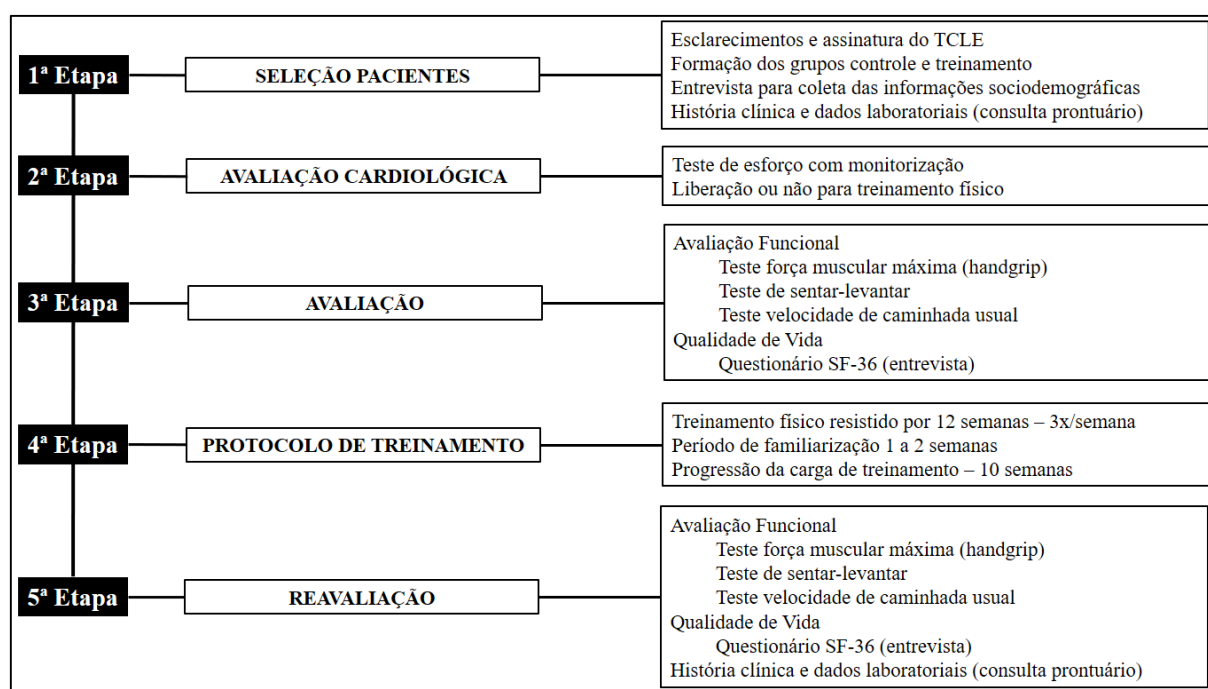 1ª Etapa
SELEÇÃO PACIENTES
Esclarecimentos e assinatura do TCLE
Formação dos grupos controle e treinamento
Entrevista para coleta das informações sociodemográficas
História clínica e dados laboratoriais (consulta prontuário)
2ª Etapa
AVALIAÇÃO CARDIOLÓGICA
Teste de esforço com monitorização
Liberação ou não para treinamento físico
3ª Etapa
AVALIAÇÃO
Avaliação Funcional
Teste força muscular máxima (handgrip)
Teste de sentar-levantar
Teste velocidade de caminhada usual
Qualidade de Vida
Questionário SF-36 (entrevista)
4ª Etapa
PROTOCOLO DE TREINAMENTO
Treinamento físico resistido por 12 semanas – 3x/semana
Período de familiarização 1 a 2 semanas
Progressão da carga de treinamento – 10 semanas
5ª Etapa
REAVALIAÇÃO
Avaliação Funcional
Teste força muscular máxima (handgrip)
Teste de sentar-levantar
Teste velocidade de caminhada usual
Qualidade de Vida
Questionário SF-36 (entrevista)
História clínica e dados laboratoriais (consulta prontuário)